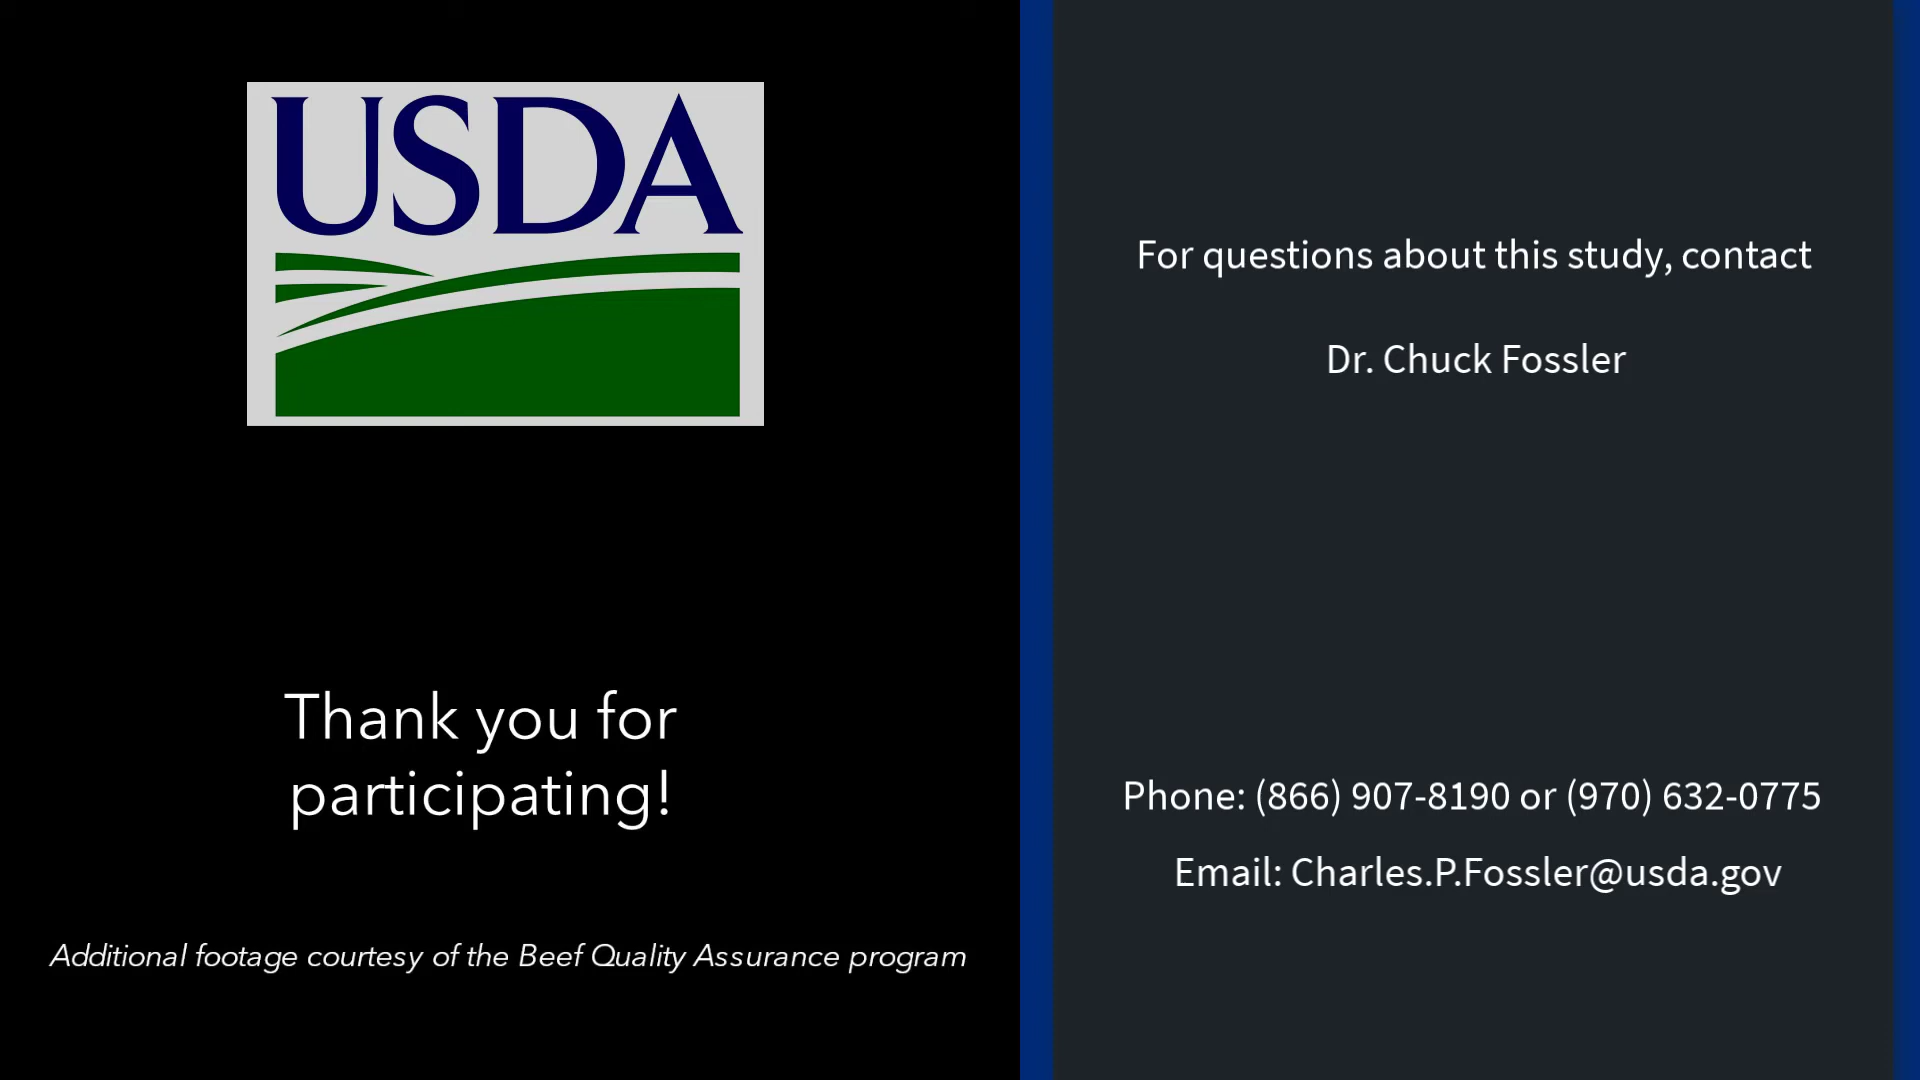 USDA
Thank you for
participating!
Additional footage courtesy of the Beef Quality Assurance program
For questions about this study, contact
Dr. Chuck Fossler
Phone: (866) 907-8190 or (970) 632-0775
Email: Charles.P.Fossler@usda.gov